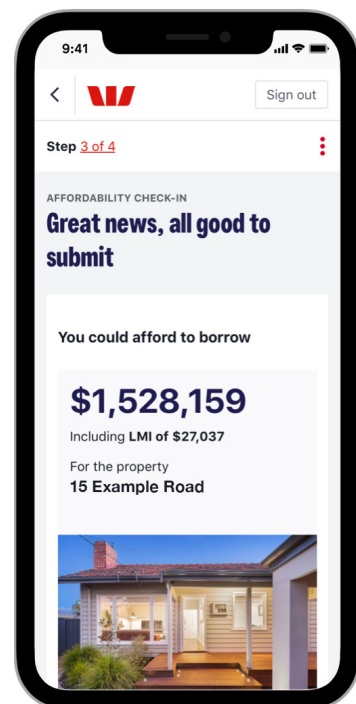 9:41
Sign out
Step 3 of 4
AFFORDABILITY CHECK-IN
Great news, all good to
submit
You could afford to borrow
$1,528,159
Including LMI of $27,037
For the property
15 Example Road